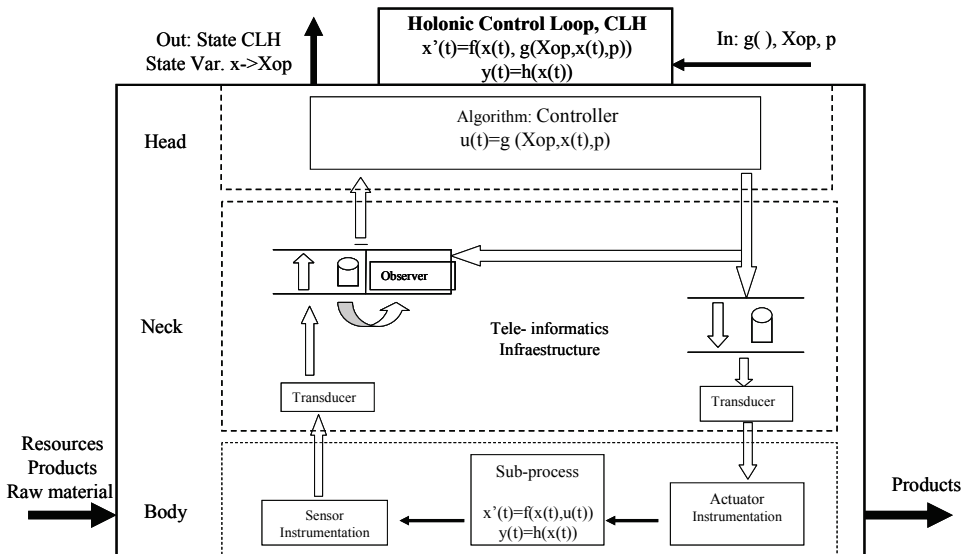 Holonic Control Loop, CLH
x’(t)=f(x(t), g(Xop,x(t),p))
y(t)=h(x(t))
Out: State CLH
State Var. x->Xop
In: g( ), Xop, p
Head
Algorithm: Controller
u(t)=g (Xop,x(t),p)
Observer
Neck
Tele- informatics
Infraestructure
Transducer
Transducer
Resources
Products
Raw material
Body
Sensor
Instrumentation
Sub-process
x’(t)=f(x(t),u(t))
y(t)=h(x(t))
Actuator
Instrumentation
Products